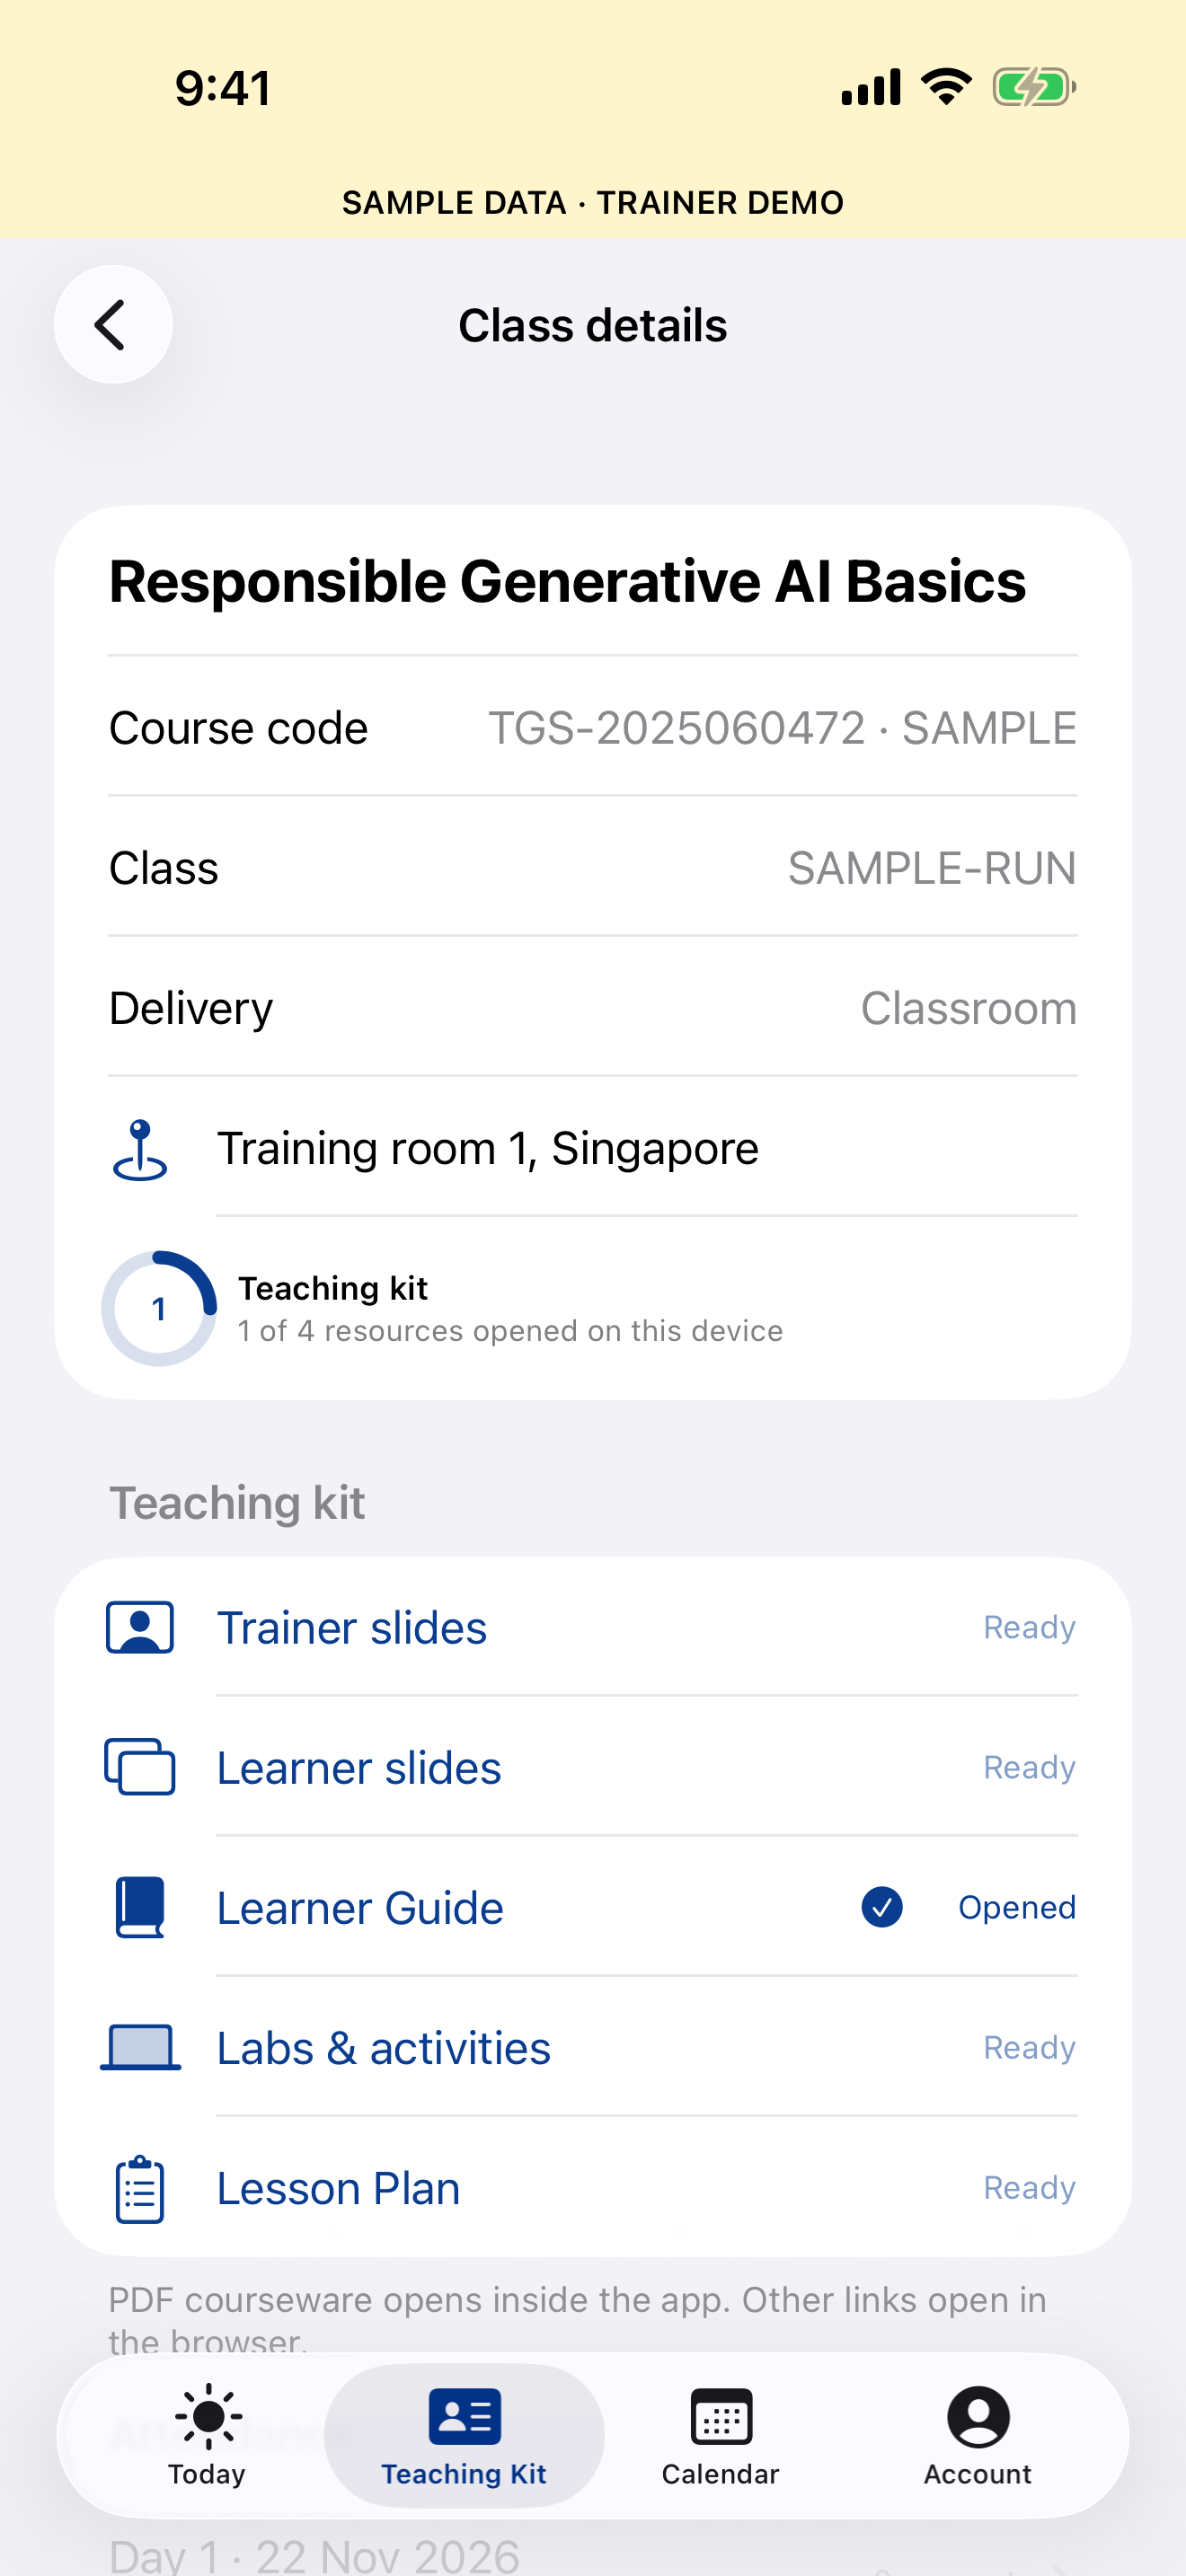 9:41
SAMPLE DATA · TRAINER DEMO
Class details
Responsible Generative AI Basics
Course code TGS-2025060472 · SAMPLE
Class SAMPLE-RUN
Delivery Classroom
Training room 1, Singapore
1
Teaching kit
1 of 4 resources opened on this device
Teaching kit
Trainer slides Ready
Learner slides Ready
Learner Guide Opened
Labs & activities Ready
Lesson Plan Ready
PDF courseware opens inside the app. Other links open in
the browser.
Attendance
Today Teaching Kit Calendar Account
Day 1 · 22 Nov 2026